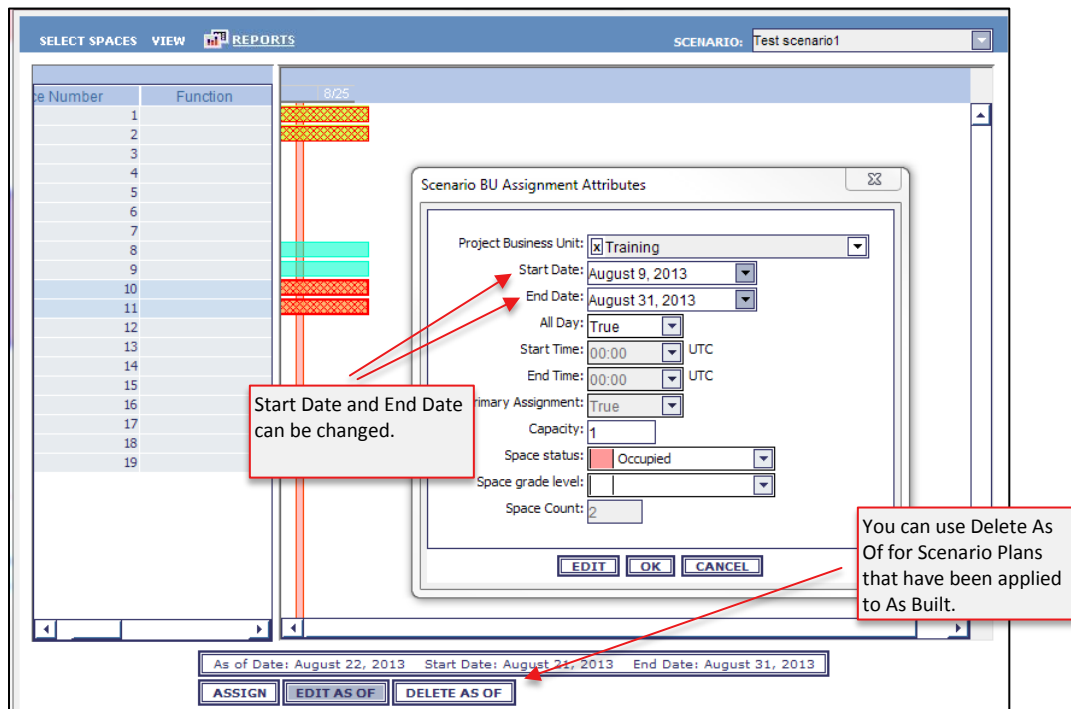 SELECT SPACES VIEW REPORTS SCENARIO: Test scenario1
ce Number Function 8/25
1
2
3
4
5
6
7
8
9
10
11
12
13
14
15
16
17
18
19
Scenario BU Assignment Attributes
Project Business Unit: x Training
Start Date: August 9, 2013
End Date: August 31, 2013
All Day: True
Start Time: 00:00 UTC
End Time: 00:00 UTC
rimary Assignment: True
Capacity: 1
Space status: Occupied
Space grade level:
Space Count: 2
EDIT OK CANCEL
Start Date and End Date
can be changed.
You can use Delete As
Of for Scenario Plans
that have been applied
to As Built.
As of Date: August 22, 2013 Start Date: August 21, 2013 End Date: August 31, 2013
ASSIGN EDIT AS OF DELETE AS OF